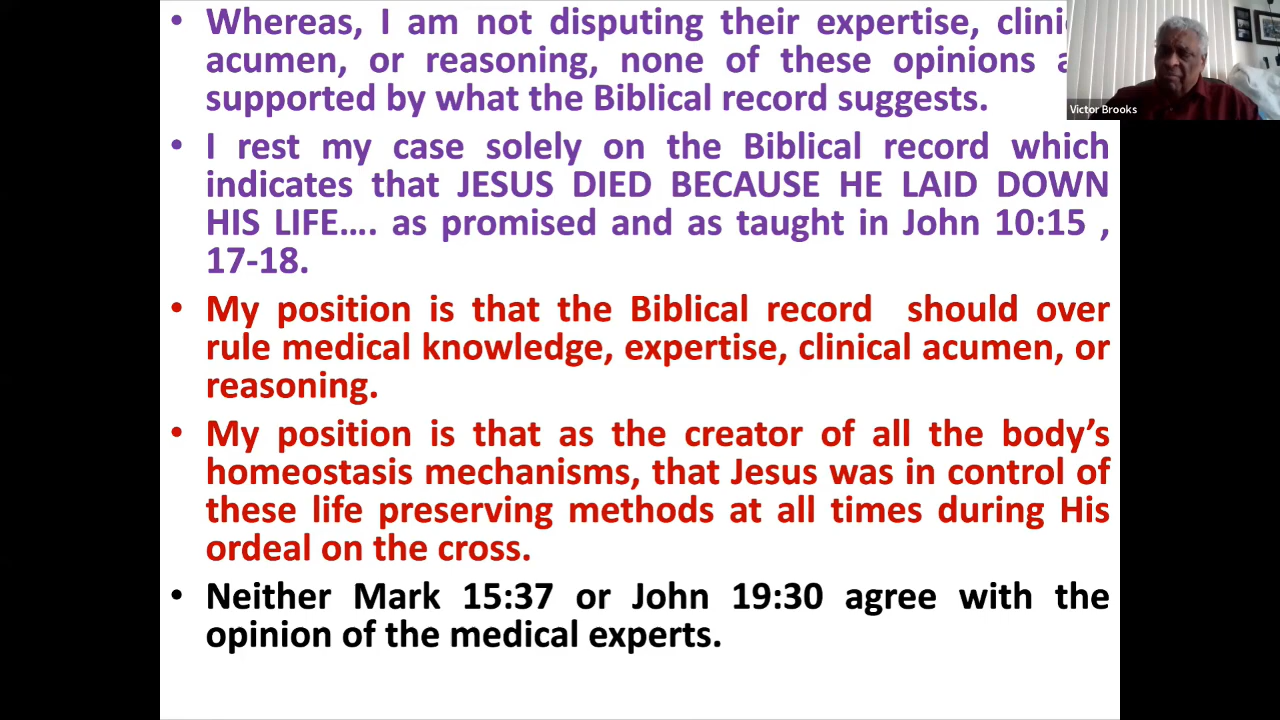 • Whereas, I am not disputing their expertise,
acumen, or reasoning, none of these opinions
supported by what the Biblical record suggests.
• I rest my case solely on the Biblical record which
indicates that JESUS DIED BECAUSE HE LAID DOWN
HIS LIFE.... as promised and as taught in John 10:15 ,
17-18.
• My position is that the Biblical record should over
rule medical knowledge, expertise, clinical acumen, or
reasoning.
• My position is that as the creator of all the body’s
homeostasis mechanisms, that Jesus was in control of
these life preserving methods at all times during His
ordeal on the cross.
• Neither Mark 15:37 or John 19:30 agree with the
opinion of the medical experts.
Victor Brooks